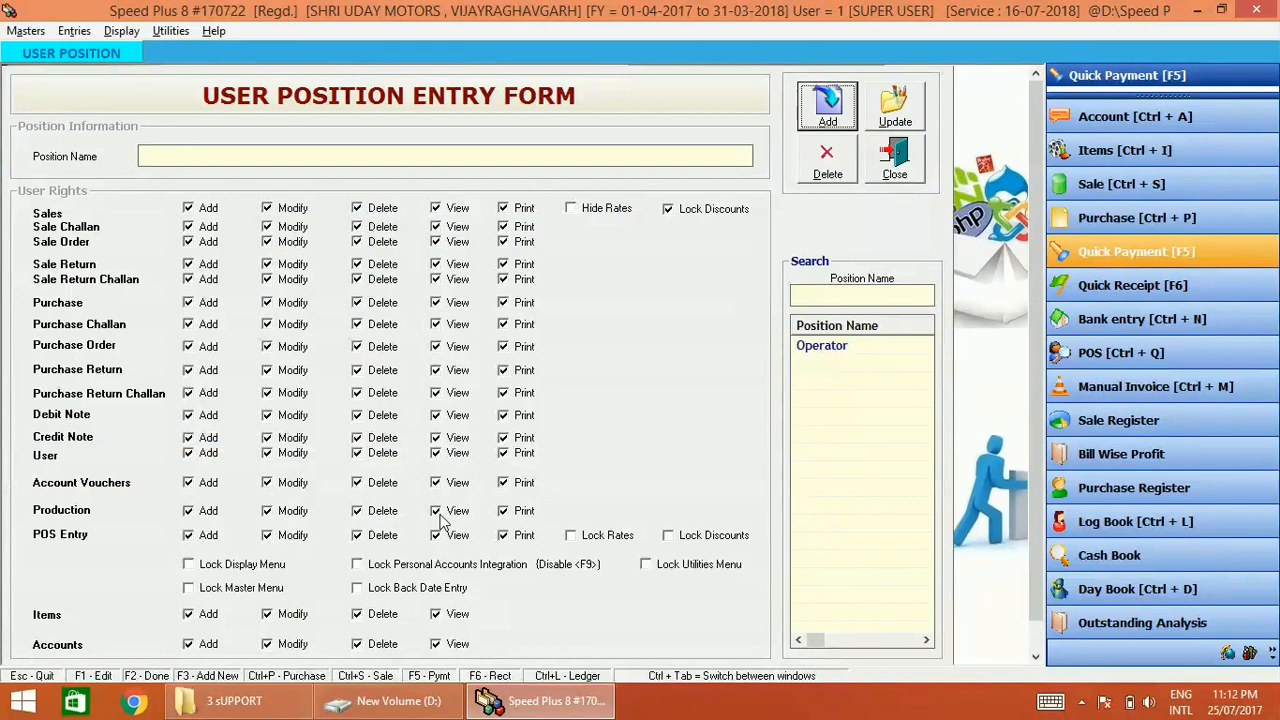 Speed Plus 8 #170722 [Regd.] [SHRI UDAY MOTORS , VIJAYRAGHAVGARH] [FY = 01-04-2017 to 31-03-2018] User = 1 [SUPER USER] [Service : 16-07-2018] @D:\Speed P
Masters Entries Display Utilities Help
USER POSITION
USER POSITION ENTRY FORM
Position Information
Position Name
User Rights
Sales Add Modify Delete View Print Hide Rates Lock Discounts
Sale Challan Add Modify Delete View Print
Sale Order Add Modify Delete View Print
Sale Return Add Modify Delete View Print
Sale Return Challan Add Modify Delete View Print
Purchase Add Modify Delete View Print
Purchase Challan Add Modify Delete View Print
Purchase Order Add Modify Delete View Print
Purchase Return Add Modify Delete View Print
Purchase Return Challan Add Modify Delete View Print
Debit Note Add Modify Delete View Print
Credit Note Add Modify Delete View Print
User Add Modify Delete View Print
Account Vouchers Add Modify Delete View Print
Production Add Modify Delete View Print
POS Entry Add Modify Delete View Print Lock Rates Lock Discounts
Lock Display Menu Lock Personal Accounts Integration (Disable <F9>) Lock Utilities Menu
Lock Master Menu Lock Back Date Entry
Items Add Modify Delete View
Accounts Add Modify Delete View
Add Update
Delete Close
Search
Position Name
Position Name
Operator
php
Quick Payment [F5]
Account [Ctrl + A]
Items [Ctrl + I]
Sale [Ctrl + S]
Purchase [Ctrl + P]
Quick Payment [F5]
Quick Receipt [F6]
Bank entry [Ctrl + N]
POS [Ctrl + Q]
Manual Invoice [Ctrl + M]
Sale Register
Bill Wise Profit
Purchase Register
Log Book [Ctrl + L]
Cash Book
Day Book [Ctrl + D]
Outstanding Analysis
Esc - Quit F1 - Edit F2 - Done F3 - Add New Ctrl+P - Purchase Ctrl+S - Sale F5 - Pymt F6 - Rect Ctrl+L - Ledger Ctrl + Tab = Switch between windows
3 sUPPORT New Volume (D:) Speed Plus 8 #170... ENG INTL 11:12 PM 25/07/2017